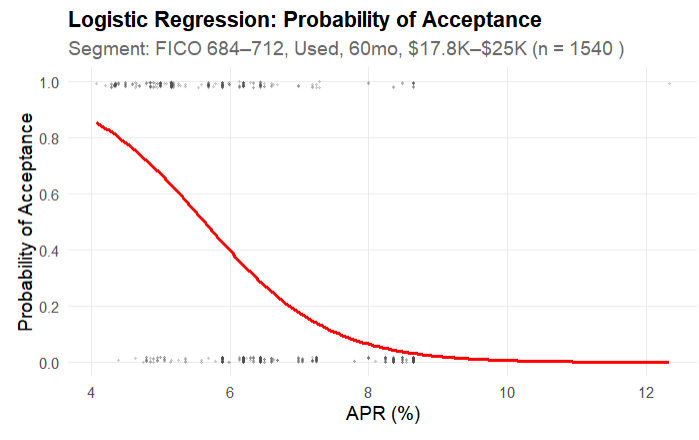 Logistic Regression: Probability of Acceptance
Segment: FICO 684–712, Used, 60mo, $17.8K–$25K (n = 1540 )
Probability of Acceptance
1.0
0.8
0.6
0.4
0.2
0.0
4 6 8 10 12
APR (%)